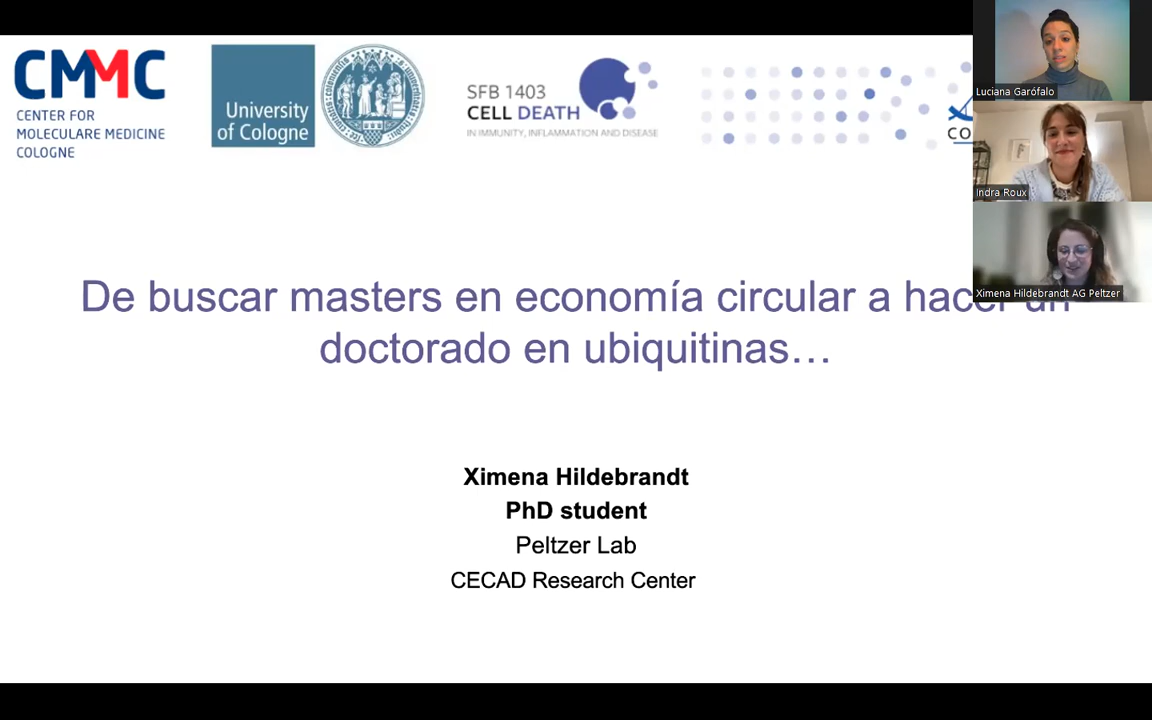 CMMC
CENTER FOR
MOLECULARE MEDICINE
COLOGNE
University
of Cologne
SFB 1403
CELL DEATH
IN IMMUNITY, INFLAMMATION AND DISEASE
CO
Luciana Garófalo
Indra Roux
Ximena Hildebrandt AG Peltzer
De buscar masters en economía circular a hacer un
doctorado en ubiquitinas…
Ximena Hildebrandt
PhD student
Peltzer Lab
CECAD Research Center